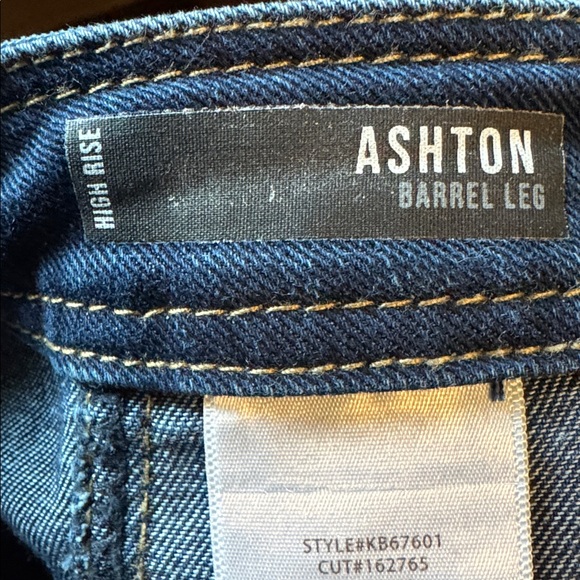 HIGH RISE
ASHTON
BARREL LEG
STYLE#KB67601
CUT#162765